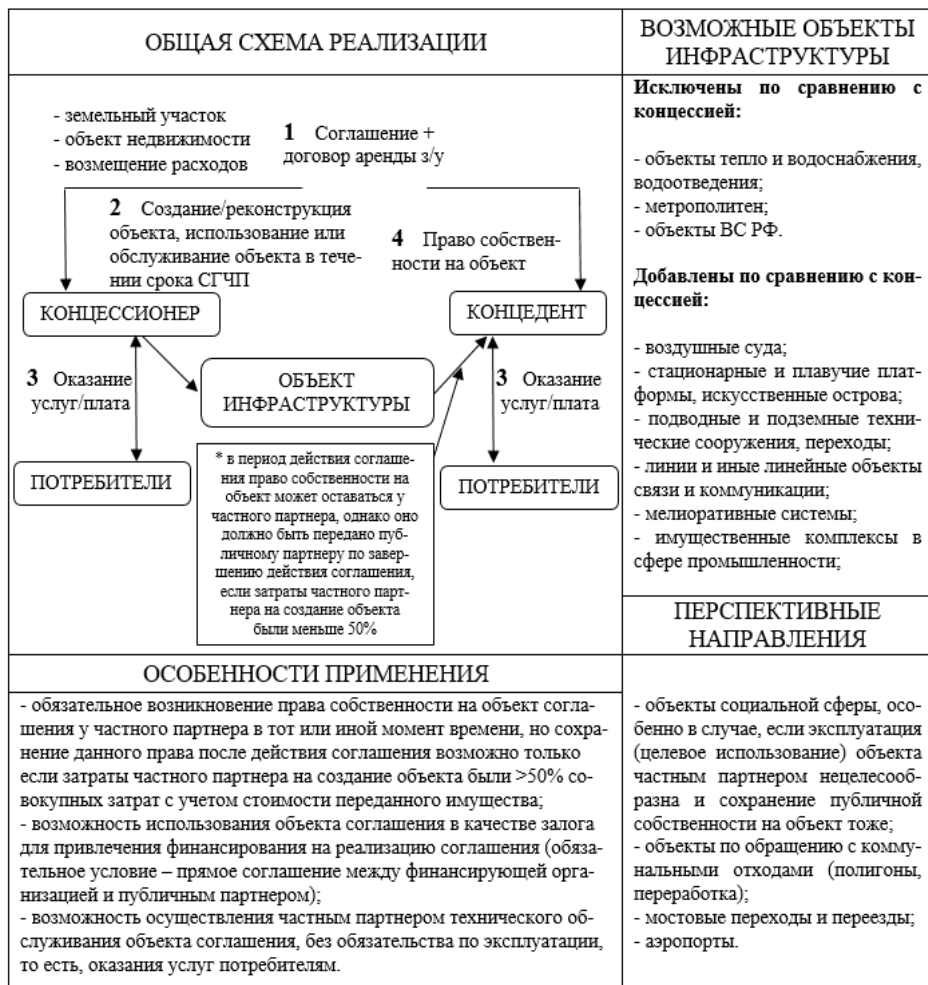 ОБЩАЯ СХЕМА РЕАЛИЗАЦИИ
- земельный участок
- объект недвижимости
- возмещение расходов
1 Соглашение +
договор аренды з/у
2 Создание/реконструкция
объекта, использование или
обслуживание объекта в тече-
нии срока СГЧП
4 Право собствен-
ности на объект
КОНЦЕССИОНЕР
КОНЦЕДЕНТ
3 Оказание
услуг/плата
ОБЪЕКТ
ИНФРАСТРУКТУРЫ
3 Оказание
услуг/плата
ПОТРЕБИТЕЛИ
* в период действия соглаше-
ния право собственности на
объект может оставаться у
частного партнера, однако оно
должно быть передано пуб-
личному партнеру по завер-
шению действия соглашения,
если затраты частного парт-
нера на создание объекта
были меньше 50%
ПОТРЕБИТЕЛИ
ВОЗМОЖНЫЕ ОБЪЕКТЫ
ИНФРАСТРУКТУРЫ
Исключены по сравнению с
концессией:
- объекты тепло и водоснабжения,
водоотведения;
- метрополитен;
- объекты ВС РФ.
Добавлены по сравнению с кон-
цессией:
- воздушные суда;
- стационарные и плавучие плат-
формы, искусственные острова;
- подводные и подземные техни-
ческие сооружения, переходы;
- линии и иные линейные объекты
связи и коммуникации;
- мелиоративные системы;
- имущественные комплексы в
сфере промышленности;
ОСОБЕННОСТИ ПРИМЕНЕНИЯ
- обязательное возникновение права собственности на объект согла-
шения у частного партнера в тот или иной момент времени, но сохра-
нение данного права после действия соглашения возможно только
если затраты частного партнера на создание объекта были >50% со-
вокупных затрат с учетом стоимости переданного имущества;
- возможность использования объекта соглашения в качестве залога
для привлечения финансирования на реализацию соглашения (обяза-
тельное условие – прямое соглашение между финансирующей орга-
низацией и публичным партнером);
- возможность осуществления частным партнером технического об-
служивания объекта соглашения, без обязательства по эксплуатации,
то есть, оказания услуг потребителям.
ПЕРСПЕКТИВНЫЕ
НАПРАВЛЕНИЯ
- объекты социальной сферы, осо-
бенно в случае, если эксплуатация
(целевое использование) объекта
частным партнером нецелесооб-
разна и сохранение публичной
собственности на объект тоже;
- объекты по обращению с комму-
нальными отходами (полигоны,
переработка);
- мостовые переходы и переезды;
- аэропорты.